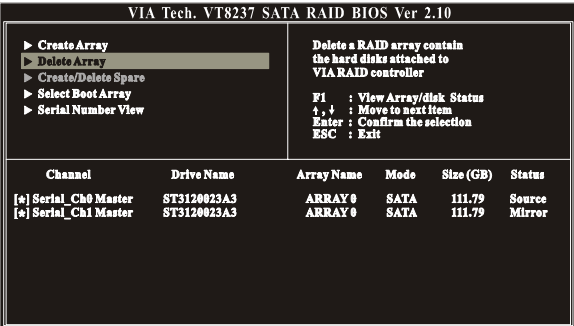 VIA Tech. VT8237 SATA RAID BIOS Ver 2.10
▶ Create Array
▶ Delete Array
▶ Create/Delete Spare
▶ Select Boot Array
▶ Serial Number View
Delete a RAID array contain
the hard disks attached to
VIA RAID controller
F1 : View Array/disk Status
↑,↓ : Move to next item
Enter : Confirm the selection
ESC : Exit
Channel Drive Name Array Name Mode Size (GB) Status
[*] Serial_Ch0 Master ST3120023A3 ARRAY 0 SATA 111.79 Source
[*] Serial_Ch1 Master ST3120023A3 ARRAY 0 SATA 111.79 Mirror